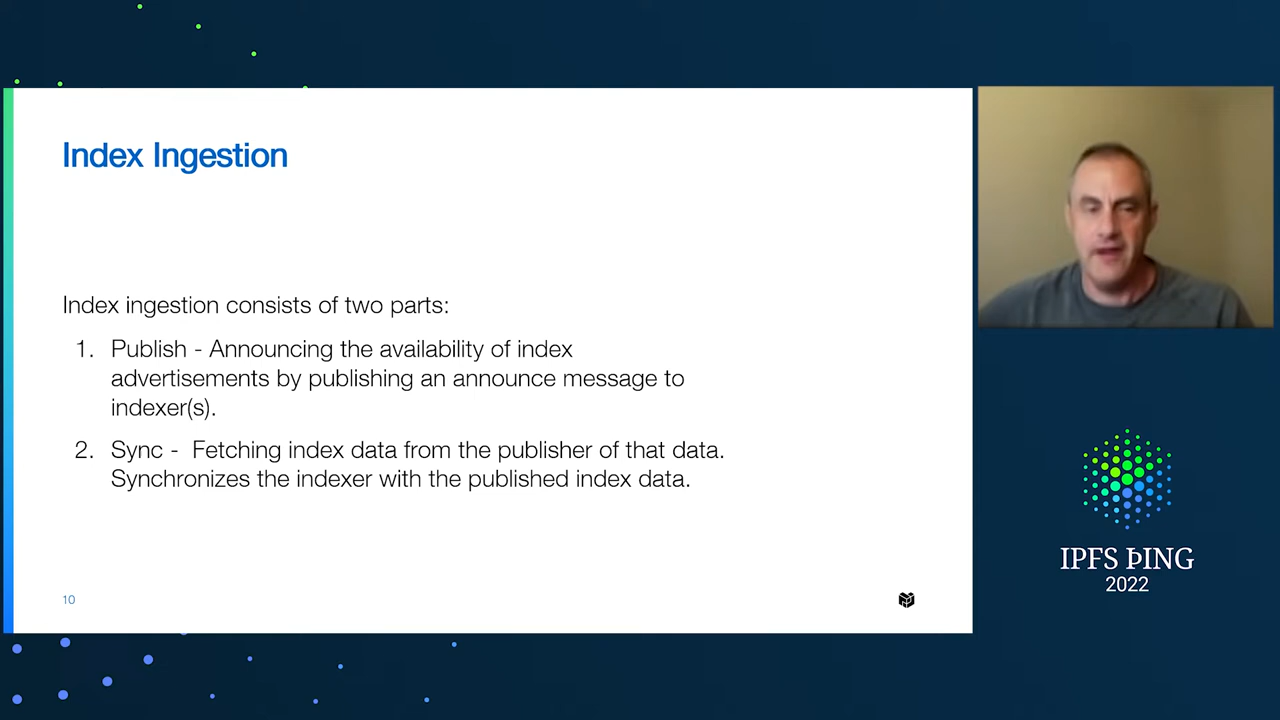 Index Ingestion
Index ingestion consists of two parts:
1. Publish - Announcing the availability of index
advertisements by publishing an announce message to
indexer(s).
2. Sync - Fetching index data from the publisher of that data.
Synchronizes the indexer with the published index data.
10
IPFS ÞING
2022